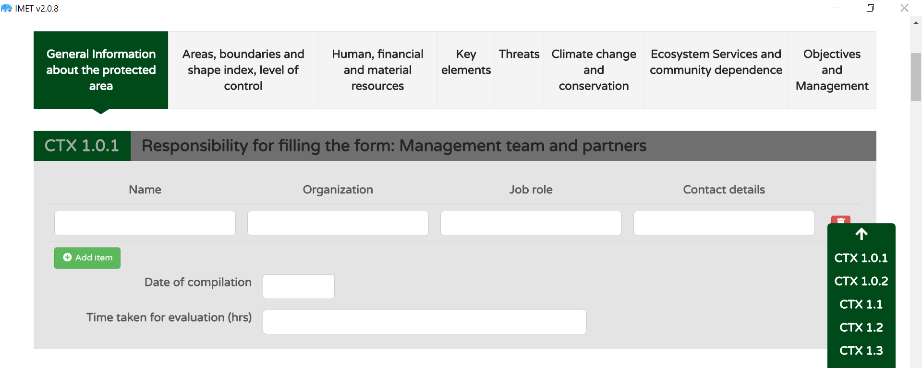 IMET v2.0.8
General Information
about the protected
area
Areas, boundaries and
shape index, level of
control
Human, financial
and material
resources
Key
elements
Threats
Climate change
and
conservation
Ecosystem Services and
community dependence
Objectives
and
Management
CTX 1.0.1 Responsibility for filling the form: Management team and partners
Name Organization Job role Contact details
Add item
Date of compilation
Time taken for evaluation (hrs)
CTX 1.0.1
CTX 1.0.2
CTX 1.1
CTX 1.2
CTX 1.3